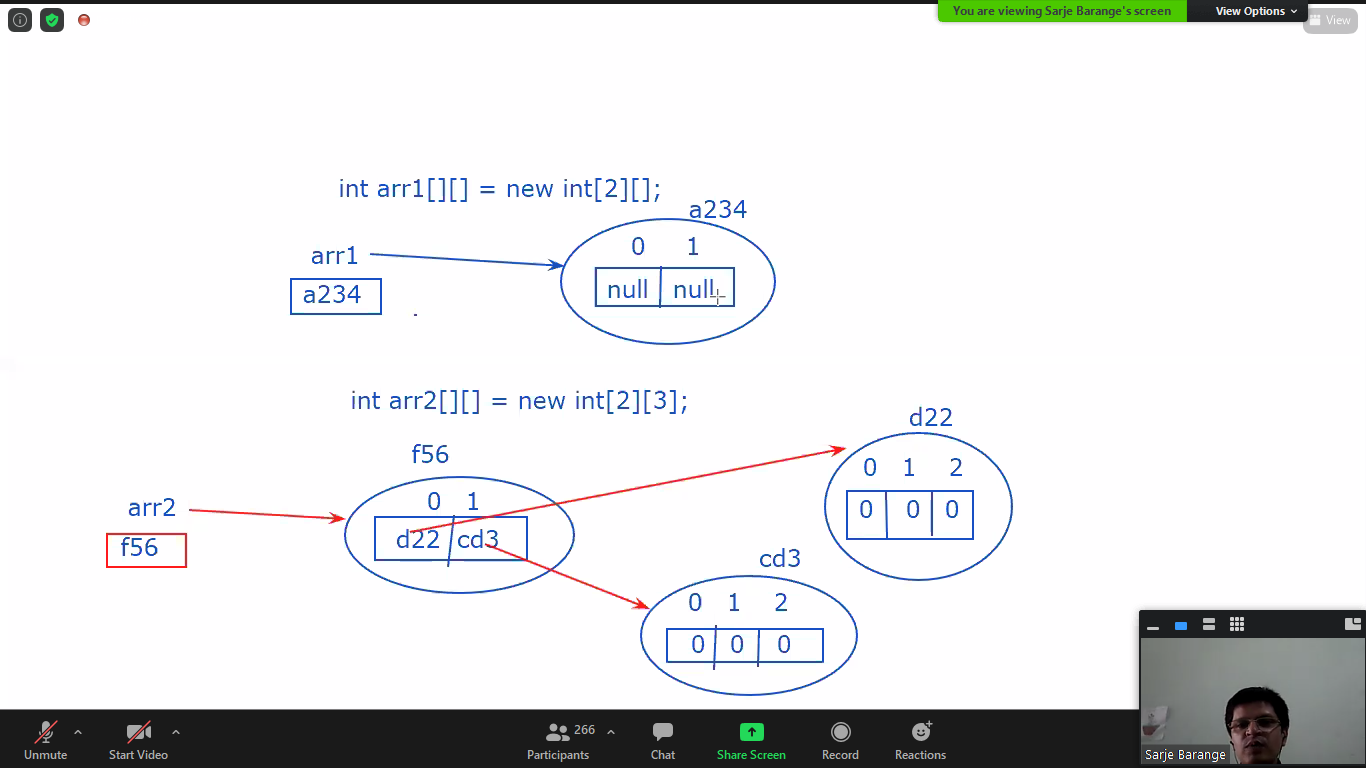 You are viewing Sarje Barange's screen
View Options
View
int arr1[][] = new int[2][];
a234
arr1
0 1
a234
null null
int arr2[][] = new int[2][3];
d22
f56
0 1 2
arr2
0 1
0 0 0
f56
d22 cd3
cd3
0 1 2
0 0 0
266
Unmute
Start Video
Participants
Chat
Share Screen
Record
Reactions
Sarje Barange